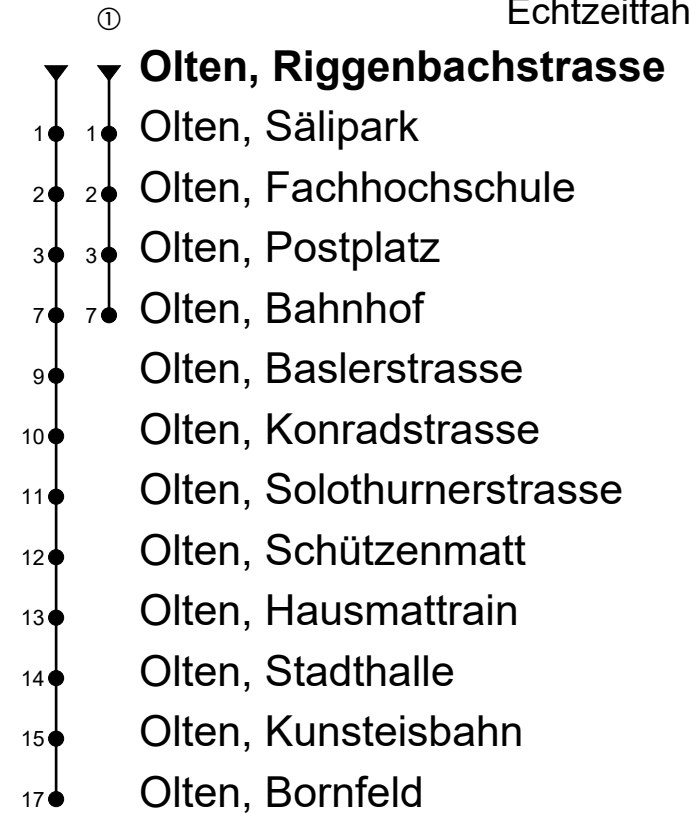 ①
Echtzeitfah
Olten, Riggenbachstrasse
1 1 Olten, Sälipark
2 2 Olten, Fachhochschule
3 3 Olten, Postplatz
7 7 Olten, Bahnhof
9 Olten, Baslerstrasse
10 Olten, Konradstrasse
11 Olten, Solothurnerstrasse
12 Olten, Schützenmatt
13 Olten, Hausmattrain
14 Olten, Stadthalle
15 Olten, Kunsteisbahn
17 Olten, Bornfeld